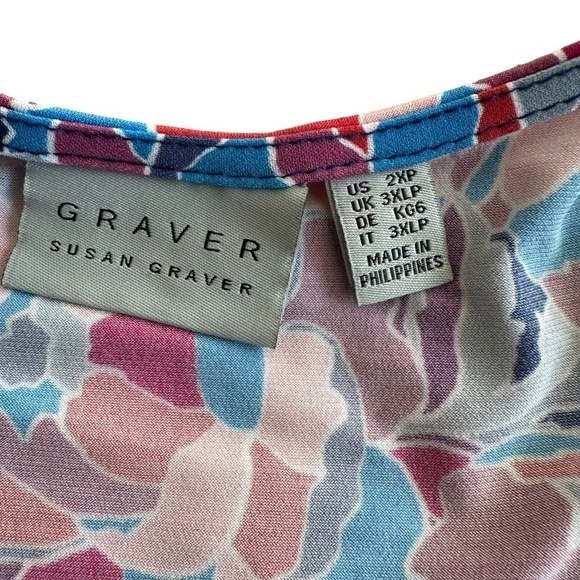 GRAVER
SUSAN GRAVER
US 2XP
UK 3XLP
DE KG6
IT 3XLP
MADE IN
PHILIPPINES